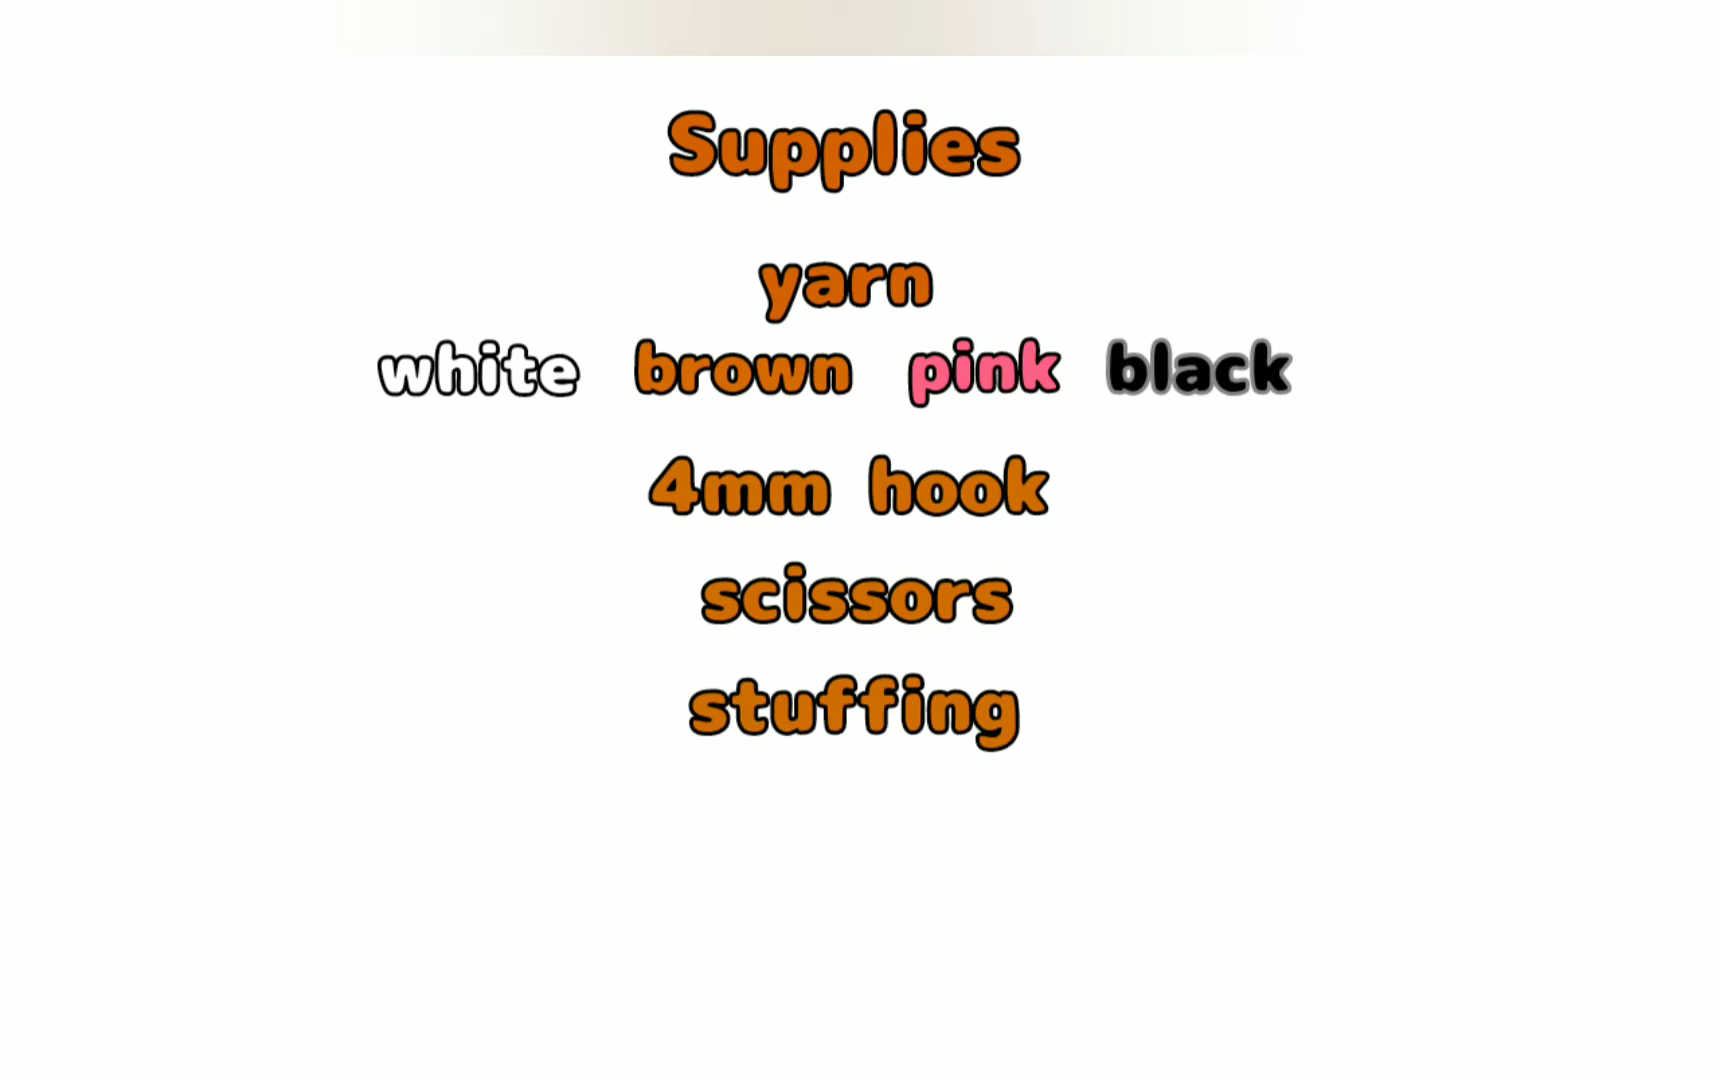 Supplies
yarn
white brown pink black
4mm hook
scissors
stuffing